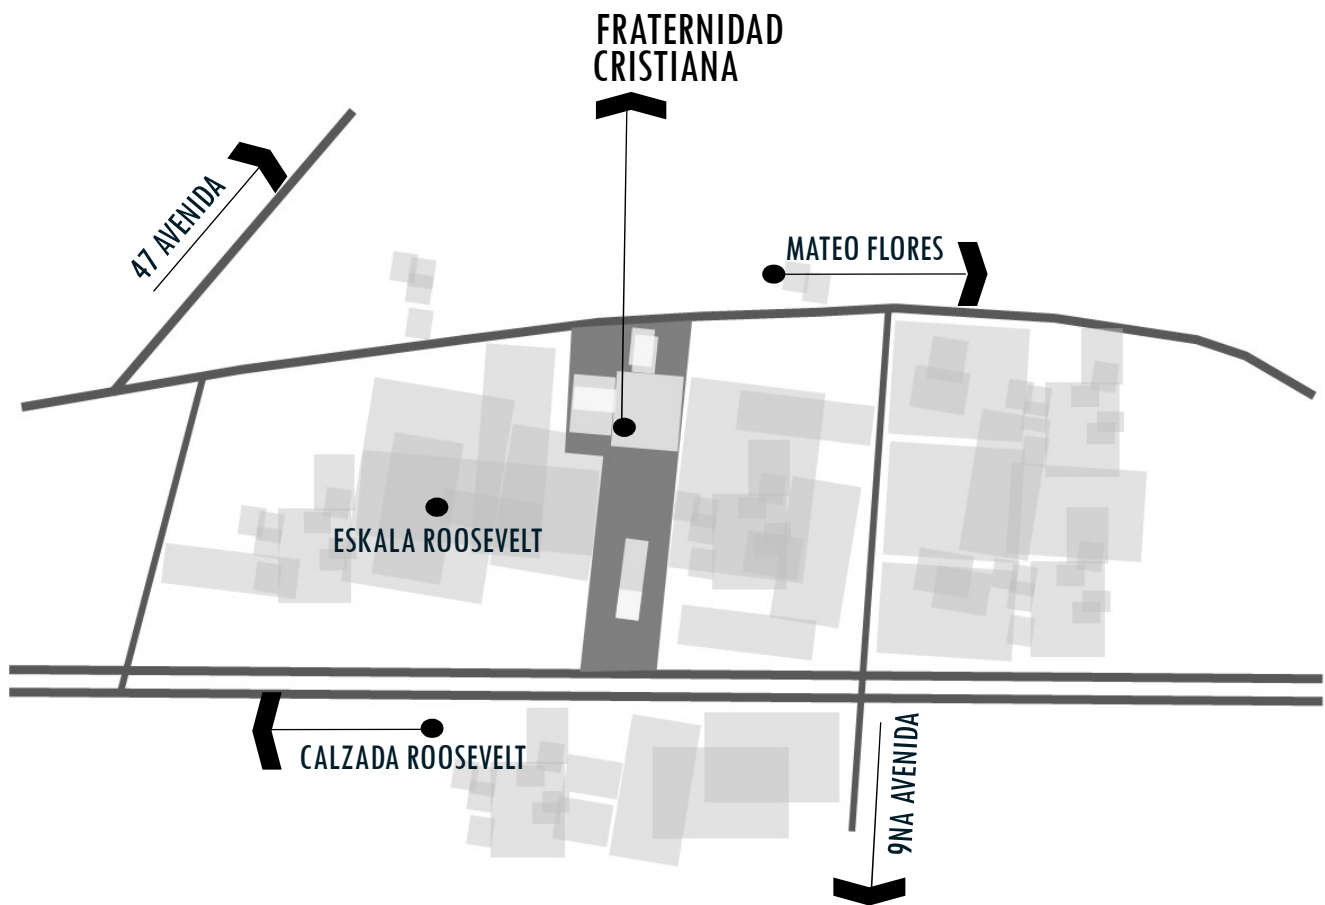 FRATERNIDAD
CRISTIANA
47 AVENIDA
MATEO FLORES
ESKALA ROOSEVELT
CALZADA ROOSEVELT
9NA AVENIDA